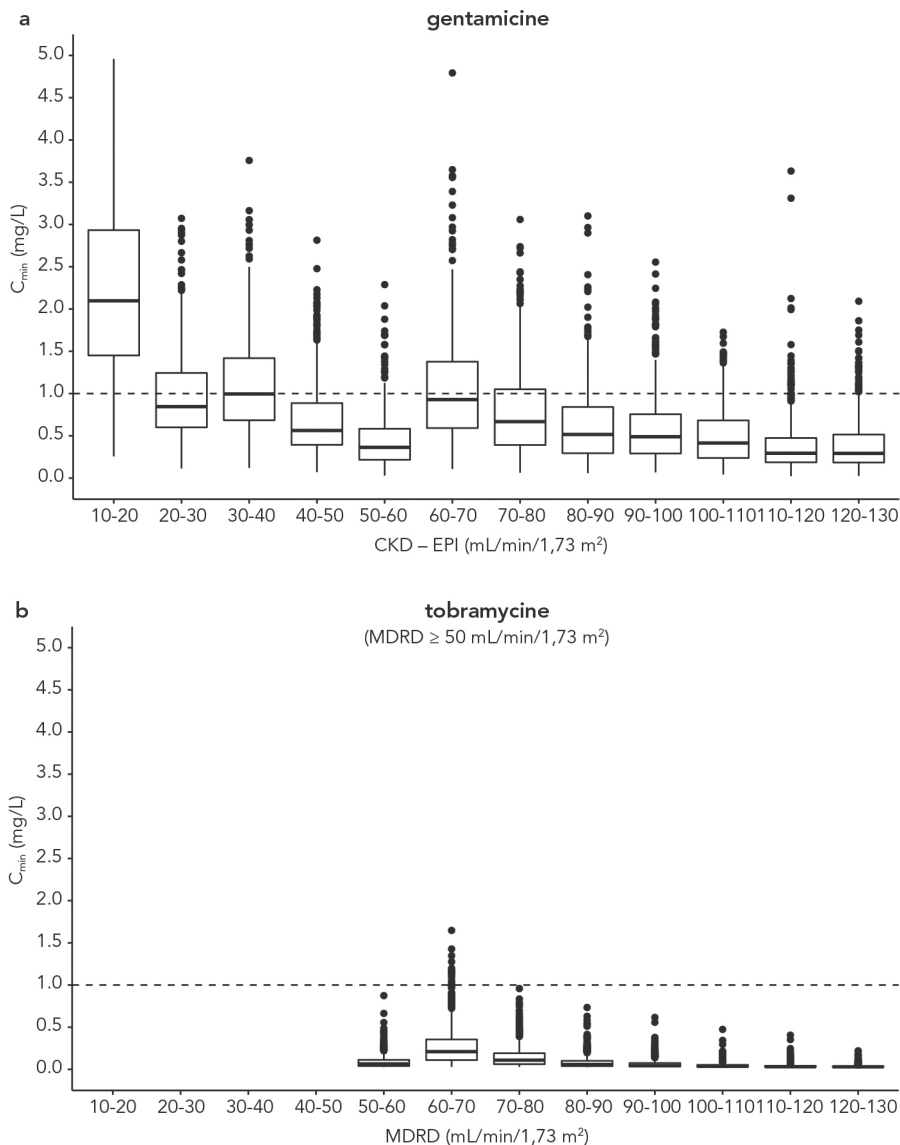 a
gentamicine
5.0
4.5
4.0
3.5
3.0
2.5
2.0
1.5
1.0
0.5
0.0
Cmin (mg/L)
10-20 20-30 30-40 40-50 50-60 60-70 70-80 80-90 90-100 100-110 110-120 120-130
CKD – EPI (mL/min/1,73 m²)
b
tobramycine
(MDRD ≥ 50 mL/min/1,73 m²)
5.0
4.5
4.0
3.5
3.0
2.5
2.0
1.5
1.0
0.5
0.0
Cmin (mg/L)
10-20 20-30 30-40 40-50 50-60 60-70 70-80 80-90 90-100 100-110 110-120 120-130
MDRD (mL/min/1,73 m²)